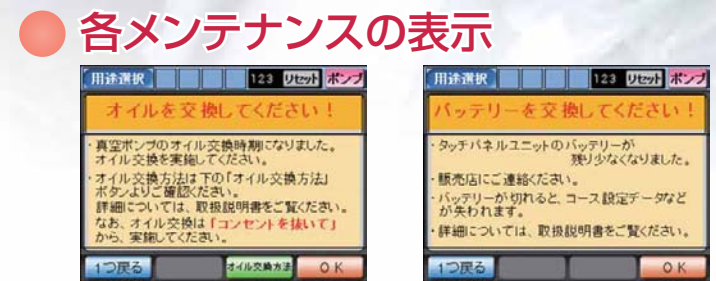 各メンテナンスの表示
用途選択 123 リセット ポンプ
オイルを交換してください！
・真空ポンプのオイル交換時期になりました。
オイル交換を実施してください。
・オイル交換方法は下の「オイル交換方法」
ボタンよりご確認ください。
詳細については、取扱説明書をご覧ください。
なお、オイル交換は「コンセントを抜いて」
から、実施してください。
1つ戻る オイル交換方法 OK
用途選択 123 リセット ポンプ
バッテリーを交換してください！
・タッチパネルユニットのバッテリーが
残り少なくなりました。
・販売店にご連絡ください。
・バッテリーが切れると、コース設定データなど
が失われます。
・詳細については、取扱説明書をご覧ください。
1つ戻る OK